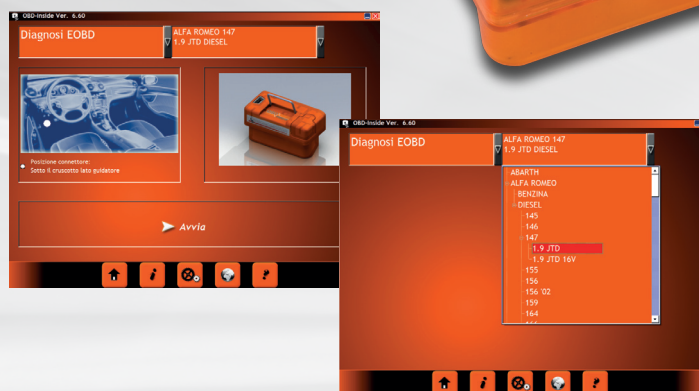 OBD-Inside Ver. 6.60
Diagnosi EOBD
ALFA ROMEO 147
1.9 JTD DIESEL
Posizione connettore:
Sotto il cruscotto lato guidatore
Avvia
OBD-Inside Ver. 6.60
Diagnosi EOBD
ALFA ROMEO 147
1.9 JTD DIESEL
ABARTH
ALFA ROMEO
BENZINA
DIESEL
145
146
147
1.9 JTD
1.9 JTD 16V
155
156
156 '02
159
164